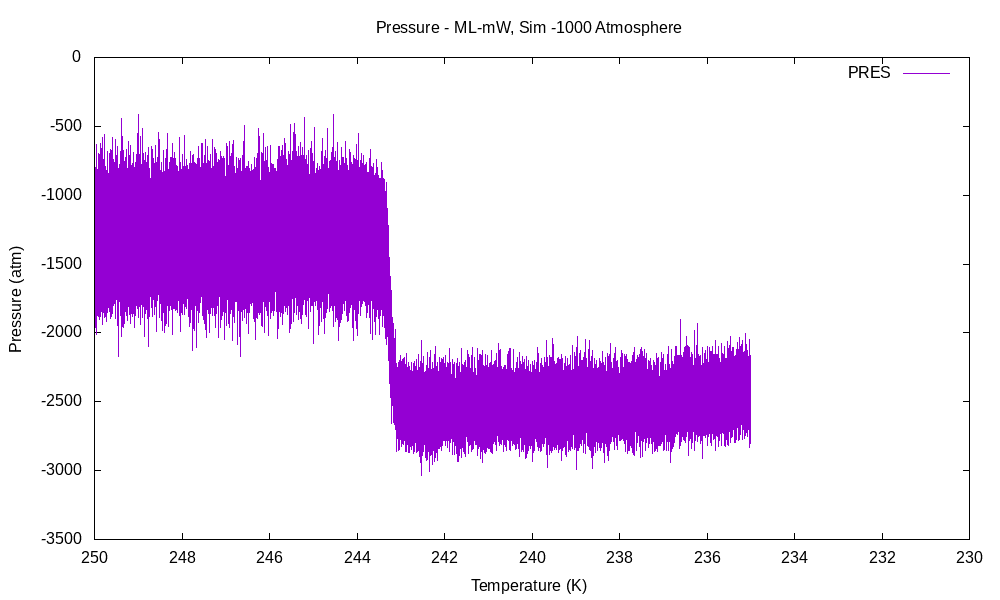 Pressure - ML-mW, Sim -1000 Atmosphere
PRES
0
-500
-1000
-1500
-2000
-2500
-3000
-3500
Pressure (atm)
250 248 246 244 242 240 238 236 234 232 230
Temperature (K)